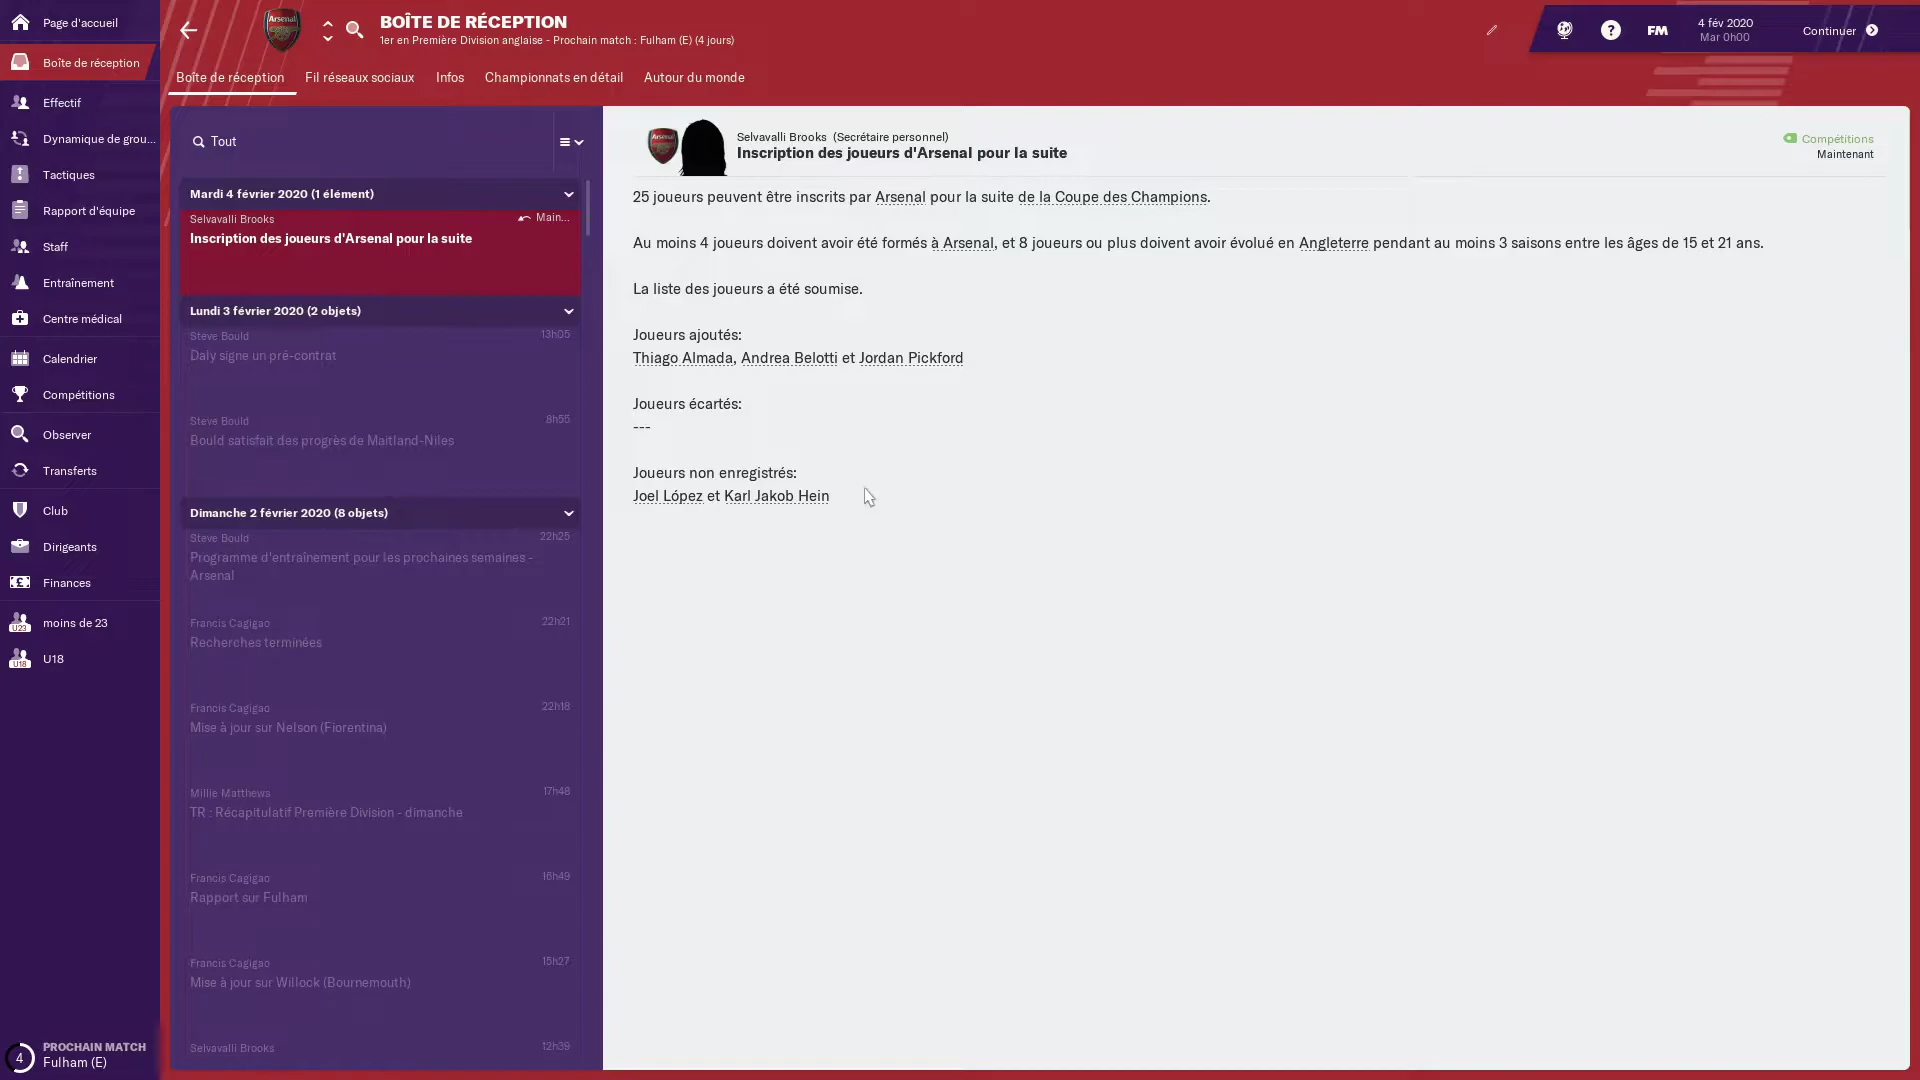 Page d'accueil
Boîte de réception
Effectif
Dynamique de grou...
Tactiques
Rapport d'équipe
Staff
Entraînement
Centre médical
Calendrier
Compétitions
Observer
Transferts
Club
Dirigeants
Finances
U23
moins de 23
U18
U18
4
PROCHAIN MATCH
Fulham (E)
Arsenal
BOÎTE DE RÉCEPTION
1er en Première Division anglaise - Prochain match : Fulham (E) (4 jours)
FM
4 fév 2020
Mar 0h00
Continuer
Boîte de réception
Fil réseaux sociaux
Infos
Championnats en détail
Autour du monde
Tout
Mardi 4 février 2020 (1 élément)
Selvavalli Brooks
Main...
Inscription des joueurs d'Arsenal pour la suite
Lundi 3 février 2020 (2 objets)
Steve Bould
13h05
Daly signe un pré-contrat
Steve Bould
8h55
Bould satisfait des progrès de Maitland-Niles
Dimanche 2 février 2020 (8 objets)
Steve Bould
22h25
Programme d'entraînement pour les prochaines semaines -
Arsenal
Francis Cagigao
22h21
Recherches terminées
Francis Cagigao
22h18
Mise à jour sur Nelson (Fiorentina)
Millie Matthews
17h48
TR : Récapitulatif Première Division - dimanche
Francis Cagigao
16h49
Rapport sur Fulham
Francis Cagigao
15h27
Mise à jour sur Willock (Bournemouth)
Selvavalli Brooks
12h39
Arsenal
Selvavalli Brooks (Secrétaire personnel)
Inscription des joueurs d'Arsenal pour la suite
Compétitions
Maintenant
25 joueurs peuvent être inscrits par Arsenal pour la suite de la Coupe des Champions.
Au moins 4 joueurs doivent avoir été formés à Arsenal, et 8 joueurs ou plus doivent avoir évolué en Angleterre pendant au moins 3 saisons entre les âges de 15 et 21 ans.
La liste des joueurs a été soumise.
Joueurs ajoutés:
Thiago Almada, Andrea Belotti et Jordan Pickford
Joueurs écartés:
---
Joueurs non enregistrés:
Joel López et Karl Jakob Hein